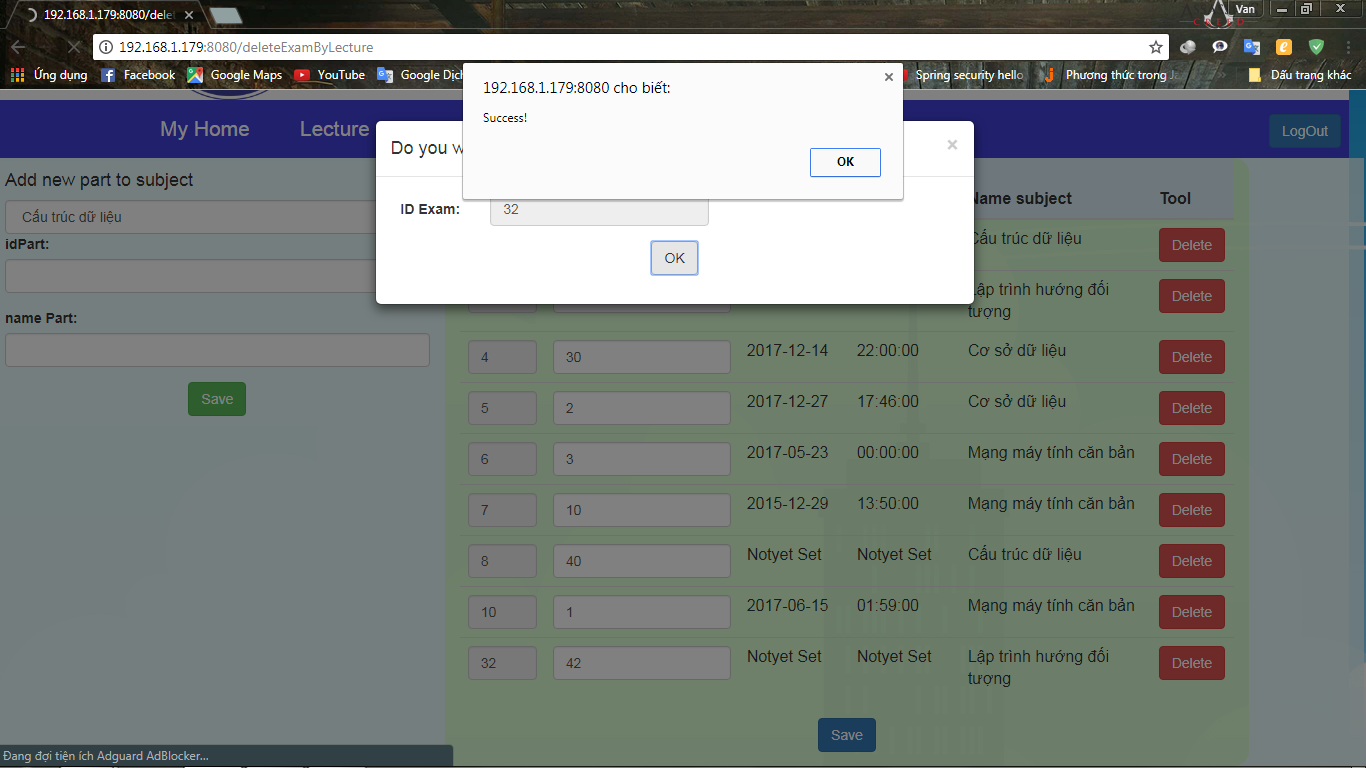 192.168.1.179:8080/dele
Van
192.168.1.179:8080/deleteExamByLecture
Ứng dụng
Facebook
Google Maps
YouTube
Google Dịch
Spring security hello
Phương thức trong Ja
Dấu trang khác
192.168.1.179:8080 cho biết:
Success!
OK
My Home
Lecture
LogOut
Do you w
ID Exam:
32
OK
Add new part to subject
Cấu trúc dữ liệu
idPart:
name Part:
Save
Name subject
Tool
Cấu trúc dữ liệu
Delete
Lập trình hướng đối
tượng
Delete
4
30
2017-12-14
22:00:00
Cơ sở dữ liệu
Delete
5
2
2017-12-27
17:46:00
Cơ sở dữ liệu
Delete
6
3
2017-05-23
00:00:00
Mạng máy tính căn bản
Delete
7
10
2015-12-29
13:50:00
Mạng máy tính căn bản
Delete
8
40
Notyet Set
Notyet Set
Cấu trúc dữ liệu
Delete
10
1
2017-06-15
01:59:00
Mạng máy tính căn bản
Delete
32
42
Notyet Set
Notyet Set
Lập trình hướng đối
tượng
Delete
Save
Đang đợi tiện ích Adguard AdBlocker...